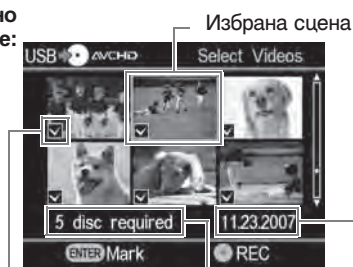 но
е:
Избрана сцена
USB AVCHD Select Videos
5 disc required 11.23.2007
ENTER Mark REC